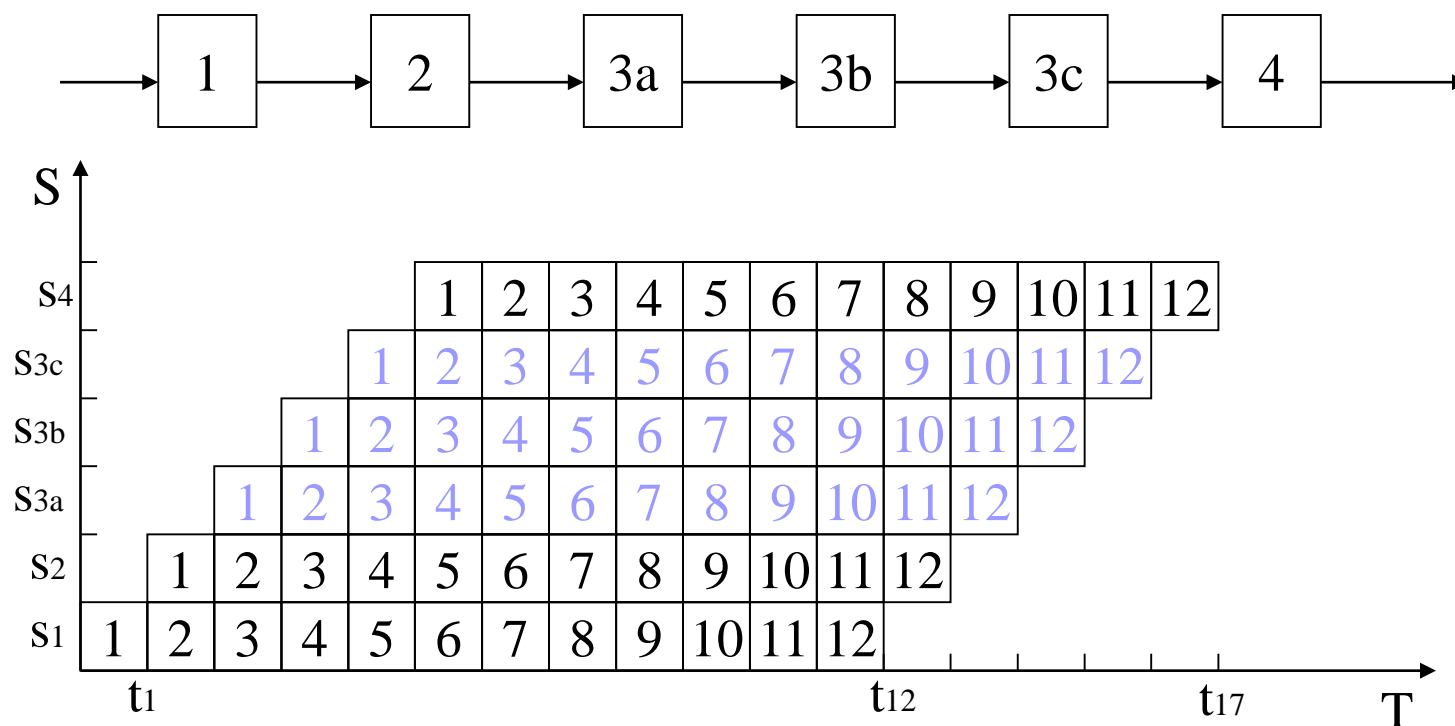 1 2 3a 3b 3c 4
S
S4 1 2 3 4 5 6 7 8 9 10 11 12
S3c 1 2 3 4 5 6 7 8 9 10 11 12
S3b 1 2 3 4 5 6 7 8 9 10 11 12
S3a 1 2 3 4 5 6 7 8 9 10 11 12
S2 1 2 3 4 5 6 7 8 9 10 11 12
S1 1 2 3 4 5 6 7 8 9 10 11 12
t1 t12 t17 T